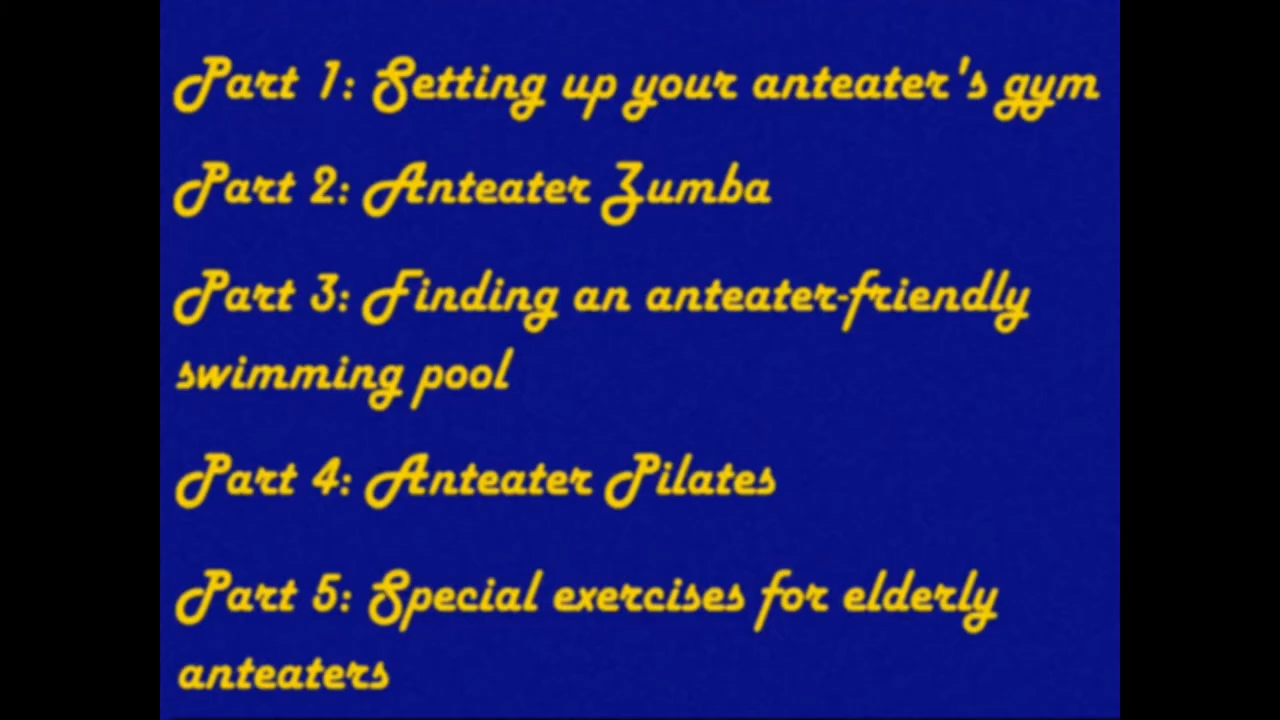 Part 1: Setting up your anteater's gym
Part 2: Anteater Zumba
Part 3: Finding an anteater-friendly
swimming pool
Part 4: Anteater Pilates
Part 5: Special exercises for elderly
anteaters